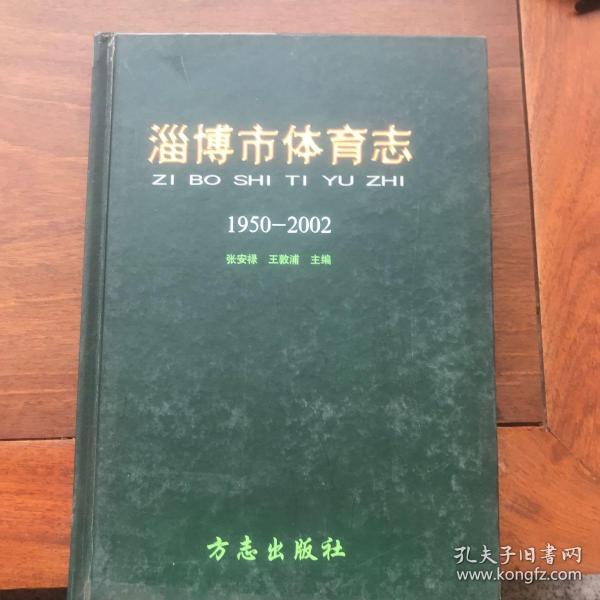 淄博市体育志
ZI BO SHI TI YU ZHI
1950-2002
张安禄 王敦浦 主编
方志出版社
孔夫子旧书网
www.kongfz.com